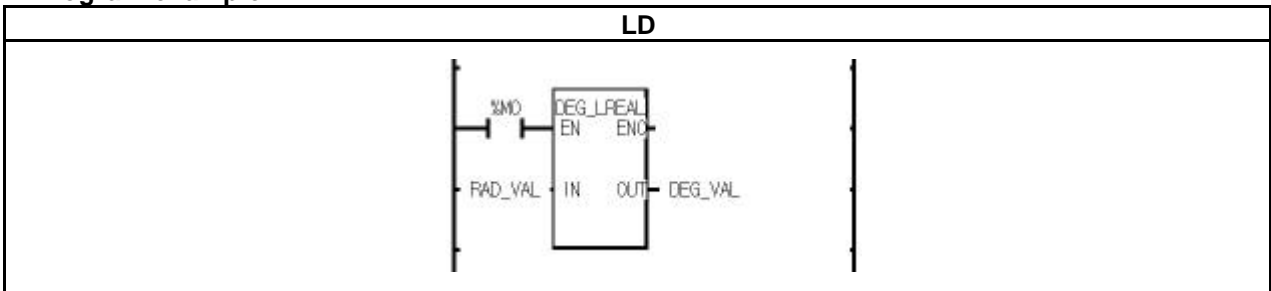 LD
%M0 DEG_LREAL
EN ENO
RAD_VAL IN OUT DEG_VAL